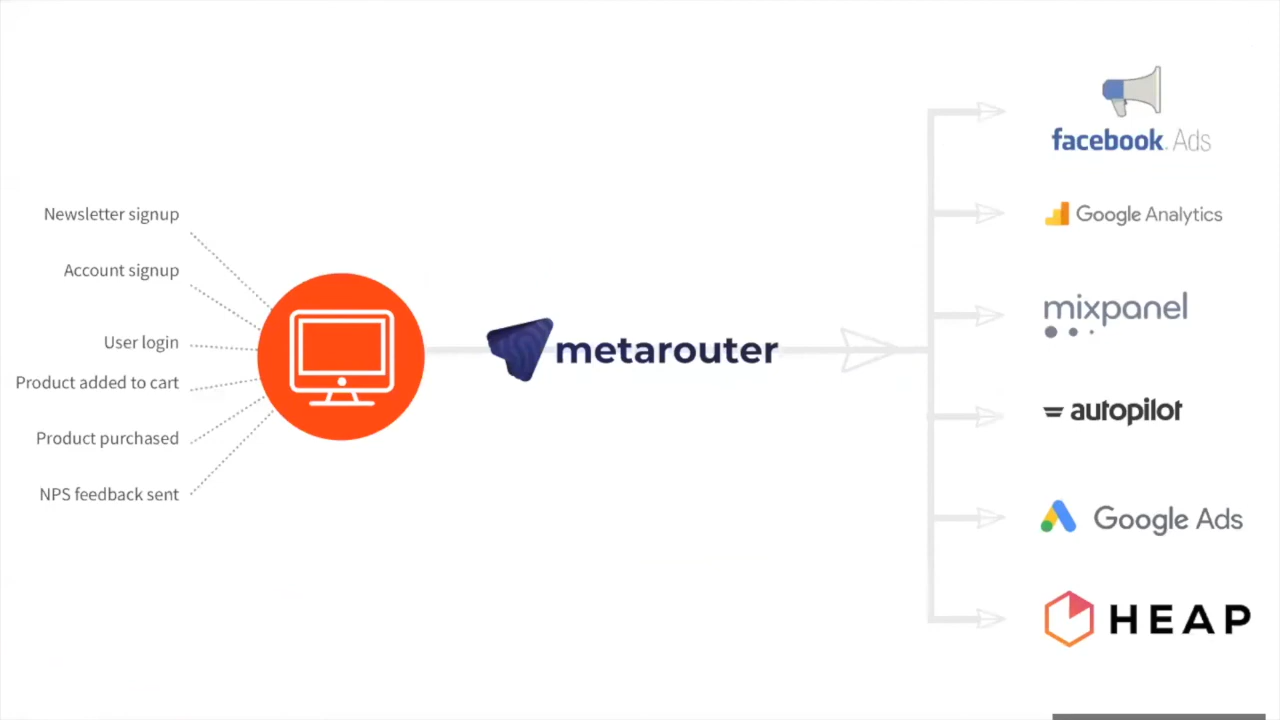 Newsletter signup
Account signup
User login
Product added to cart
Product purchased
NPS feedback sent
metarouter
facebook Ads
Google Analytics
mixpanel
autopilot
Google Ads
HEAP